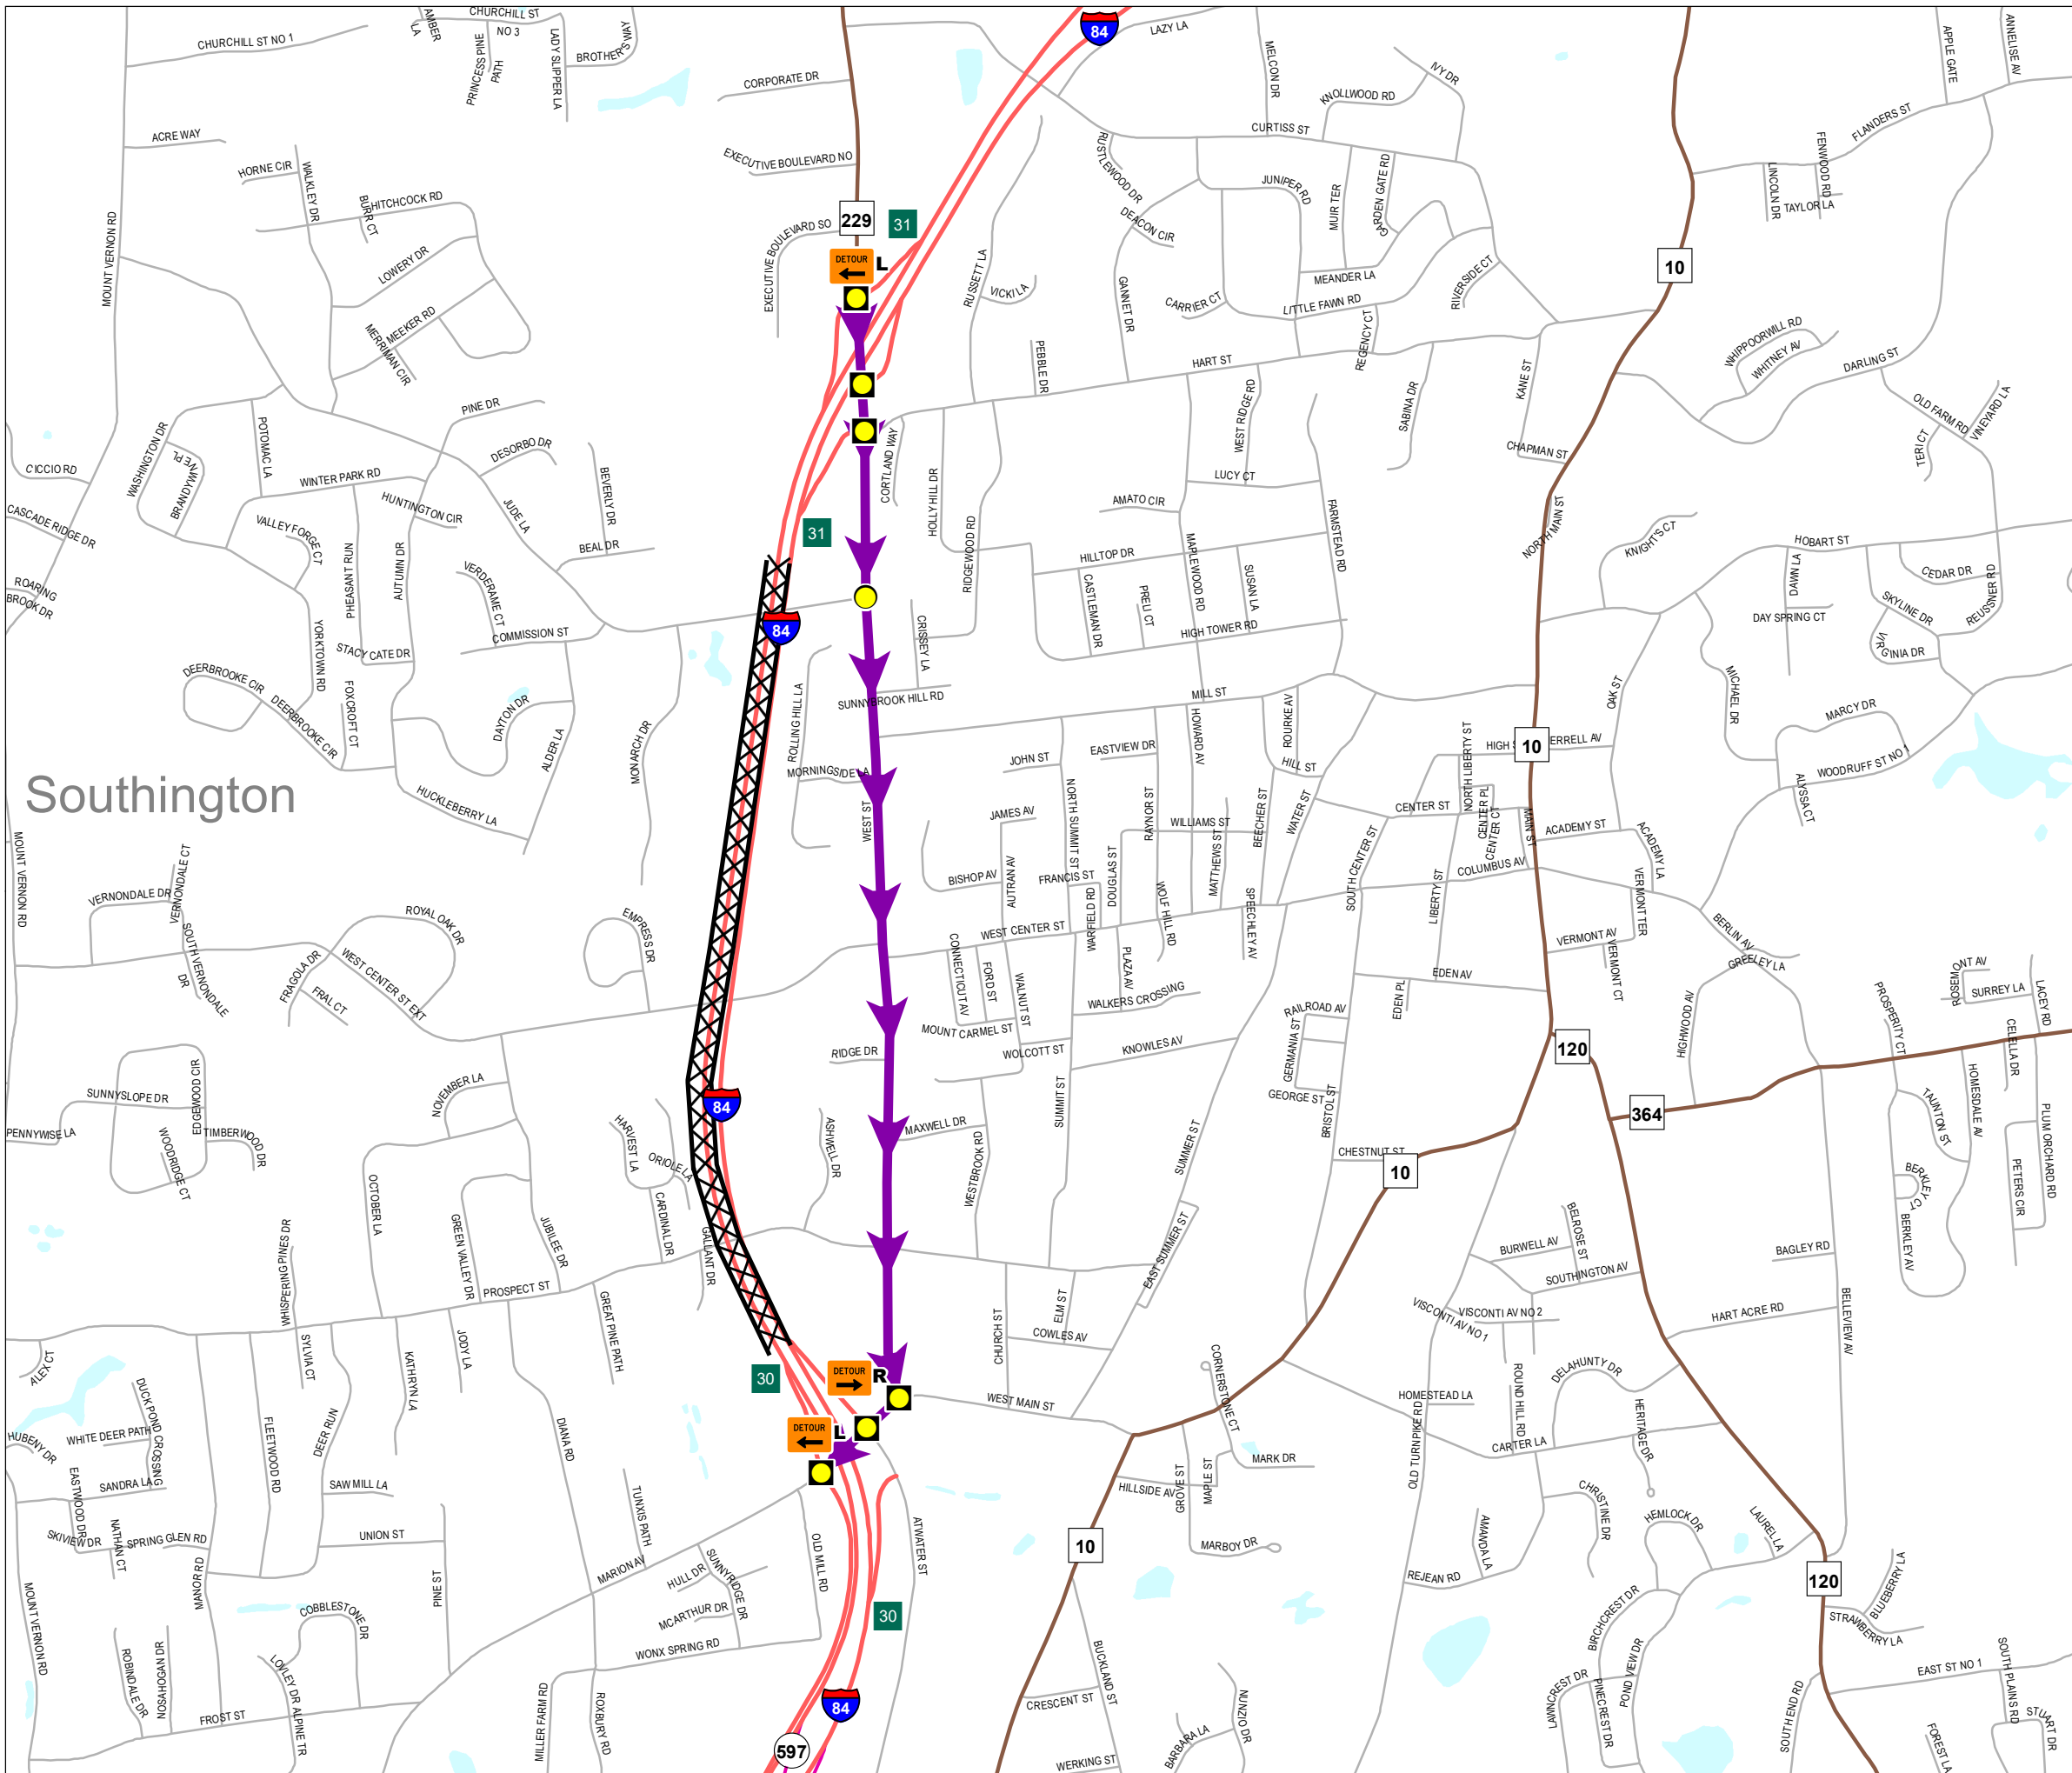 CHURCHILL ST NO 1
AMBER LA
CHURCHILL ST
NO 3
PRINCESS PINE PATH
LADY SLIPPER LA
BROTHER'S WAY
CORPORATE DR
84
LAZY LA
MELCON DR
IVY DR
KNOLLWOOD RD
CURTISS ST
APPLE GATE
ANNELISE AV
FLANDERS ST
ACRE WAY
HORNE CIR
WALKLEY DR
BURR CT
HITCHCOCK RD
EXECUTIVE BOULEVARD NO
EXECUTIVE BOULEVARD SO
229
31
DETOUR
L
RUSTLEWOOD DR
DEACON CIR
JUNIPER RD
MUIR TER
GARDEN GATE RD
LINCOLN DR
FENWOOD RD
TAYLOR LA
MOUNT VERNON RD
LOWERY DR
MEEKER RD
MERRIMAN CIR
RUSSETT LA
VICKI LA
GANNET DR
CARRIER CT
MEANDER LA
LITTLE FAWN RD
RIVERSIDE CT
REGENCY CT
10
WHIPPOORWILL RD
WHITNEY AV
DARLING ST
PEBBLE DR
HART ST
KANE ST
SABINA DR
OLD FARM RD
VINEYARD LA
TERI CT
CICCIO RD
WASHINGTON DR
BRANDYWINE PL
POTOMAC LA
PINE DR
DESORBO DR
WINTER PARK RD
HUNTINGTON CIR
JUDE LA
BEVERLY DR
BEAL DR
CORTLAND WAY
HOLLY HILL DR
RIDGEWOOD RD
WEST RIDGE RD
LUCY CT
AMATO CIR
CHAPMAN ST
NORTH MAIN ST
KNIGHT'S CT
HOBART ST
CASCADE RIDGE DR
ROARING
BROOK DR
VALLEY FORGE CT
PHEASANT RUN
AUTUMN DR
VERDERAME CT
COMMISSION ST
31
84
HILLTOP DR
CASTLEMAN DR
PRELI CT
MAPLEWOOD RD
SUSAN LA
FARMSTEAD RD
HIGH TOWER RD
DAWN LA
CEDAR DR
SKYLINE DR
REUSSNER RD
DAY SPRING CT
VIRGINIA DR
YORKTOWN RD
STACY CATE DR
FOXCROFT CT
DEERBROOKE CIR
DEERBROOKE CIR
DAYTON DR
ALDER LA
MONARCH DR
HUCKLEBERRY LA
ROLLING HILL LA
MORNINGSIDE LA
CRISSEY LA
SUNNYBROOK HILL RD
MILL ST
HOWARD AV
ROURKE AV
HILL ST
JOHN ST
EASTVIEW DR
OAK ST
MICHAEL DR
MARCY DR
WOODRUFF ST NO 1
ALYSSA CT
10
NORTH LIBERTY ST
Southington
WEST ST
JAMES AV
NORTH SUMMIT ST
RAYNOR ST
WILLIAMS ST
MATTHEWS ST
BEECHER ST
WATER ST
SOUTH CENTER ST
CENTER ST
CENTER PL
CENTER CT
MAIN ST
ACADEMY ST
ACADEMY LA
COLUMBUS AV
MOUNT VERNON RD
VERNONDALE DR
VERNONDALE CT
SOUTH VERNONDALE DR
ROYAL OAK DR
FRAGOLA DR
FRAL CT
WEST CENTER ST EXT
EMPRESS DR
BISHOP AV
AUTRAN AV
FRANCIS ST
WARFIELD RD
DOUGLAS ST
WOLF HILL RD
SPEECHLEY AV
LIBERTY ST
VERMONT TER
VERMONT AV
VERMONT CT
BERLIN AV
GREELEY LA
WEST CENTER ST
CONNECTICUT AV
FORD ST
WALNUT ST
PLAZA AV
WALKERS CROSSING
MOUNT CARMEL ST
WOLCOTT ST
KNOWLES AV
RAILROAD AV
GERMANIA ST
GEORGE ST
EDEN AV
EDEN PL
HIGHWOOD AV
PROSPERITY CT
ROSEMONT AV
SURREY LA
LACEY RD
CELELLA DR
120
364
SUNNYSLOPE DR
EDGEWOOD CIR
PENNYWISE LA
WOODRIDGE CT
TIMBERWOOD DR
NOVEMBER LA
HARVEST LA
ORIOLE LA
84
RIDGE DR
ASHWELL DR
MAXWELL DR
WESTBROOK RD
SUMMIT ST
SUMMER ST
BRISTOL ST
CHESTNUT ST
10
TAUNTON ST
HOMESDALE AV
PLUM ORCHARD RD
BERKLEY CT
BERKLEY AV
PETERS CIR
OCTOBER LA
GREEN VALLEY DR
JUBILEE DR
CARDINAL DR
GALLANT DR
WHISPERING PINES DR
PROSPECT ST
GREAT PINE PATH
EAST SUMMER ST
ELM ST
CHURCH ST
COWLES AV
BELROSE ST
BURWELL AV
SOUTHINGTON AV
VISCONTI AV NO 1
VISCONTI AV NO 2
BAGLEY RD
HART ACRE RD
BELLEVIEW AV
ALEX CT
SYLVIA CT
KATHRYN LA
JODY LA
DIANA RD
30
DETOUR
R
DETOUR
L
WEST MAIN ST
CORNERSTONE CT
HOMESTEAD LA
ROUND HILL RD
DELAHUNTY DR
HERITAGE DR
CARTER LA
OLD TURNPIKE RD
HUBENY DR
WHITE DEER PATH
DUCK POND CROSSING
SANDRA LA
EASTWOOD DR
SKIVIEW DR
NATHAN CT
SPRING GLEN RD
FLEETWOOD RD
DEER RUN
SAW MILL LA
UNION ST
TUNXIS PATH
MARION AV
HULL DR
SUNNYRIDGE DR
MCARTHUR DR
WONX SPRING RD
OLD MILL RD
ATWATER ST
HILLSIDE AV
GROVE ST
MAPLE ST
MARK DR
MARBOY DR
10
AMANDA LA
REJEAN RD
CHRISTINE DR
HEMLOCK DR
LAUREL LA
120
BLUEBERRY LA
STRAWBERRY LA
MOUNT VERNON RD
MANOR RD
COBBLESTONE DR
PINE ST
ROBINDALE DR
NOSAHOGAN DR
LOVLEY DR
ALPINE TR
FROST ST
MILLER FARM RD
ROXBURY RD
30
84
597
BUCKLAND ST
CRESCENT ST
WERKING ST
BARBARA LA
NUNZIO DR
BIRCHCREST DR
LAWNCREST DR
PINECREST DR
POND VIEW DR
SOUTH END RD
EAST ST NO 1
SOUTH PLAINS RD
STUART DR
FOREST LA